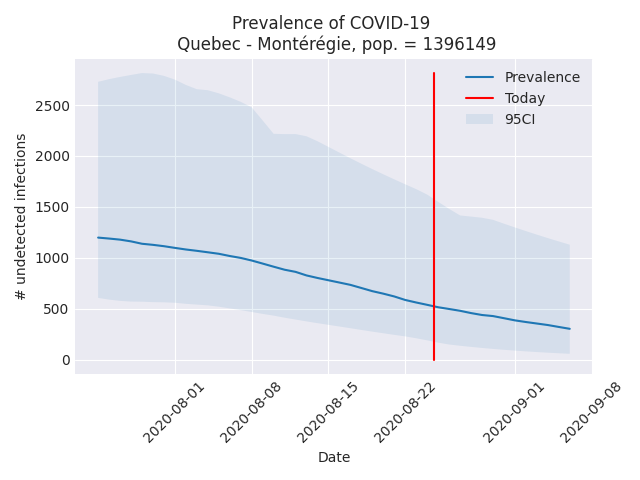 Prevalence of COVID-19
Quebec - Montérégie, pop. = 1396149
Prevalence
Today
95CI
# undetected infections
2500
2000
1500
1000
500
0
2020-08-01
2020-08-08
2020-08-15
2020-08-22
2020-09-01
2020-09-08
Date